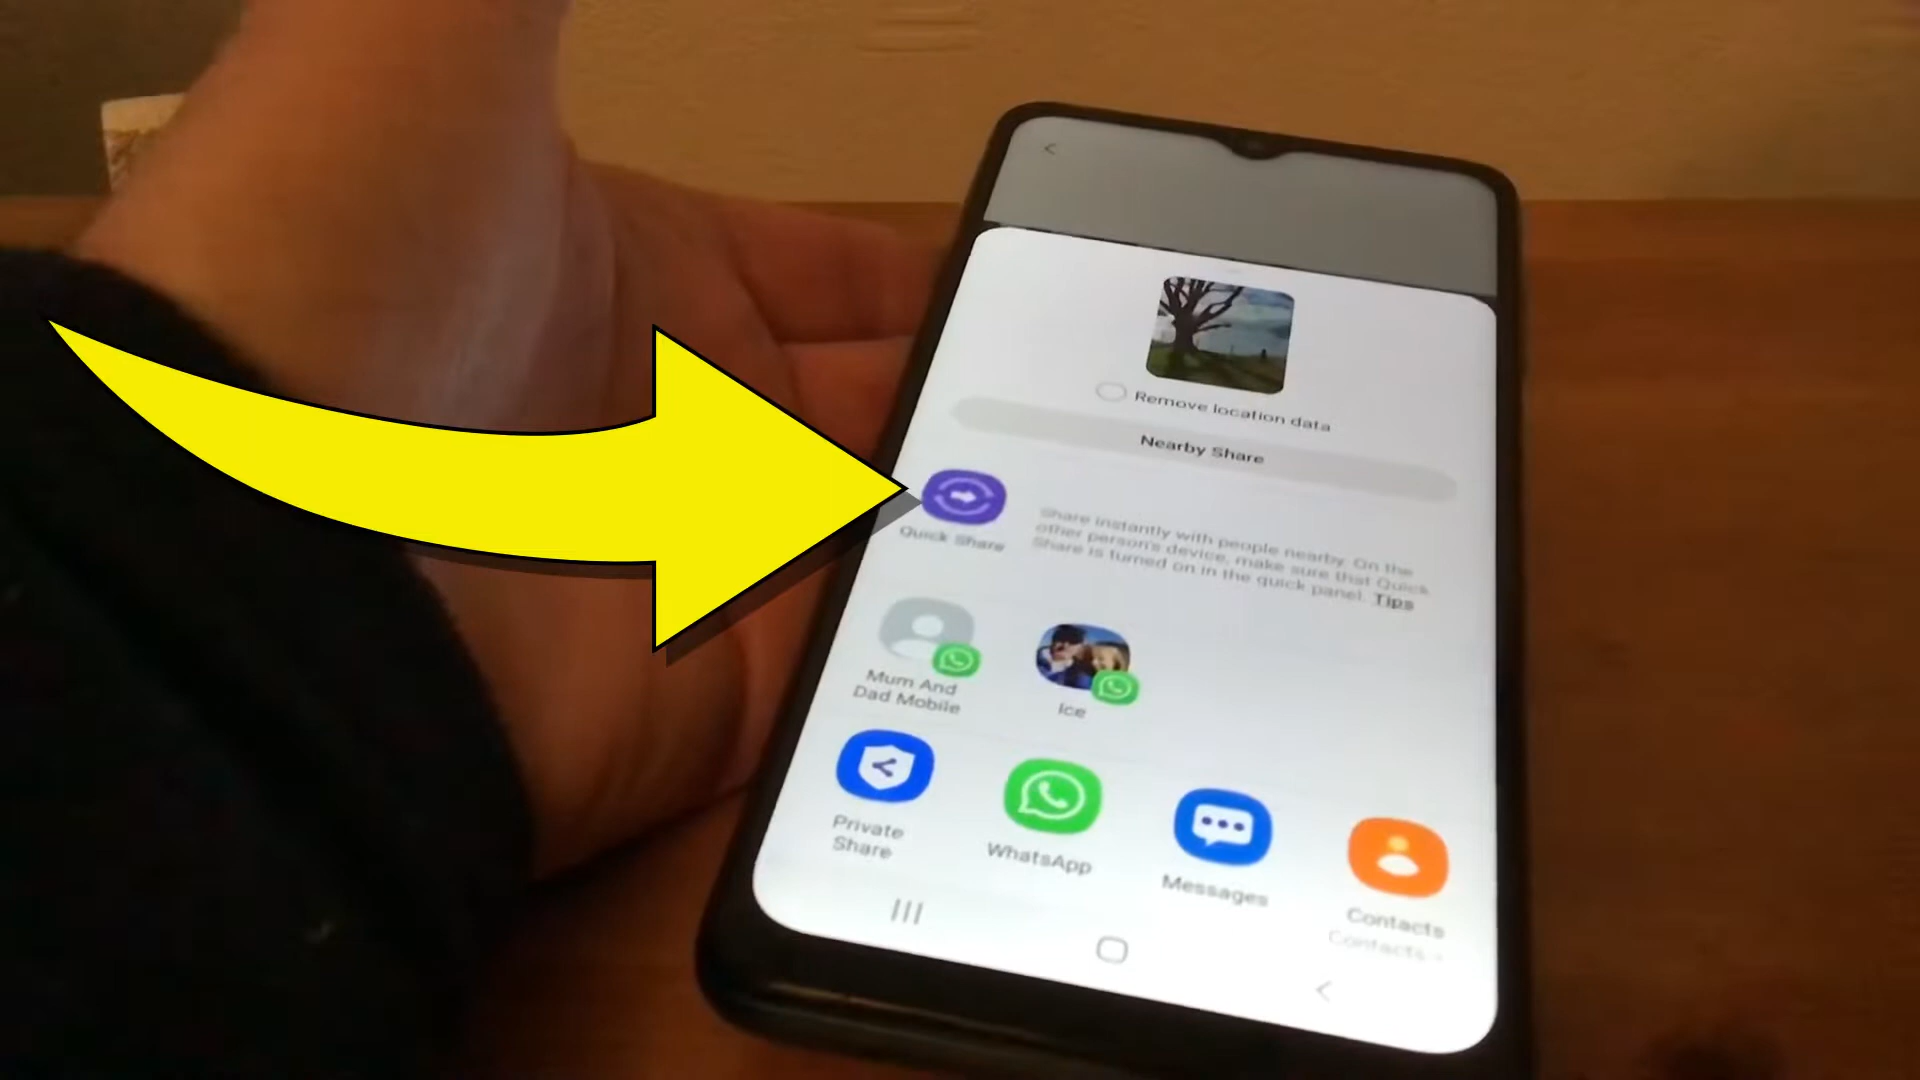 Remove location data
Nearby Share
Quick Share
Share instantly with people nearby. On the
other person's device, make sure that Quick
Share is turned on in the quick panel. Tips
Mum And
Dad Mobile
Ice
Private
Share
WhatsApp
Messages
Contacts
Contacts